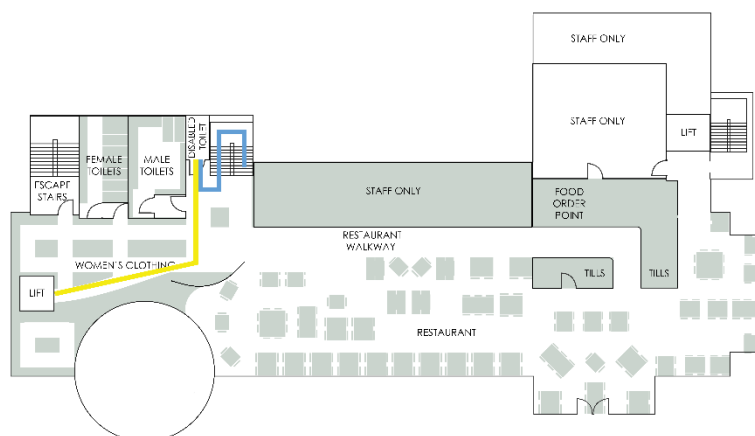 STAFF ONLY
STAFF ONLY
LIFT
DISABLED
TOILET
FEMALE
TOILETS
MALE
TOILETS
ESCAPE
STAIRS
STAFF ONLY
FOOD
ORDER
POINT
RESTAURANT
WALKWAY
WOMEN'S CLOTHING
TILLS
TILLS
LIFT
RESTAURANT